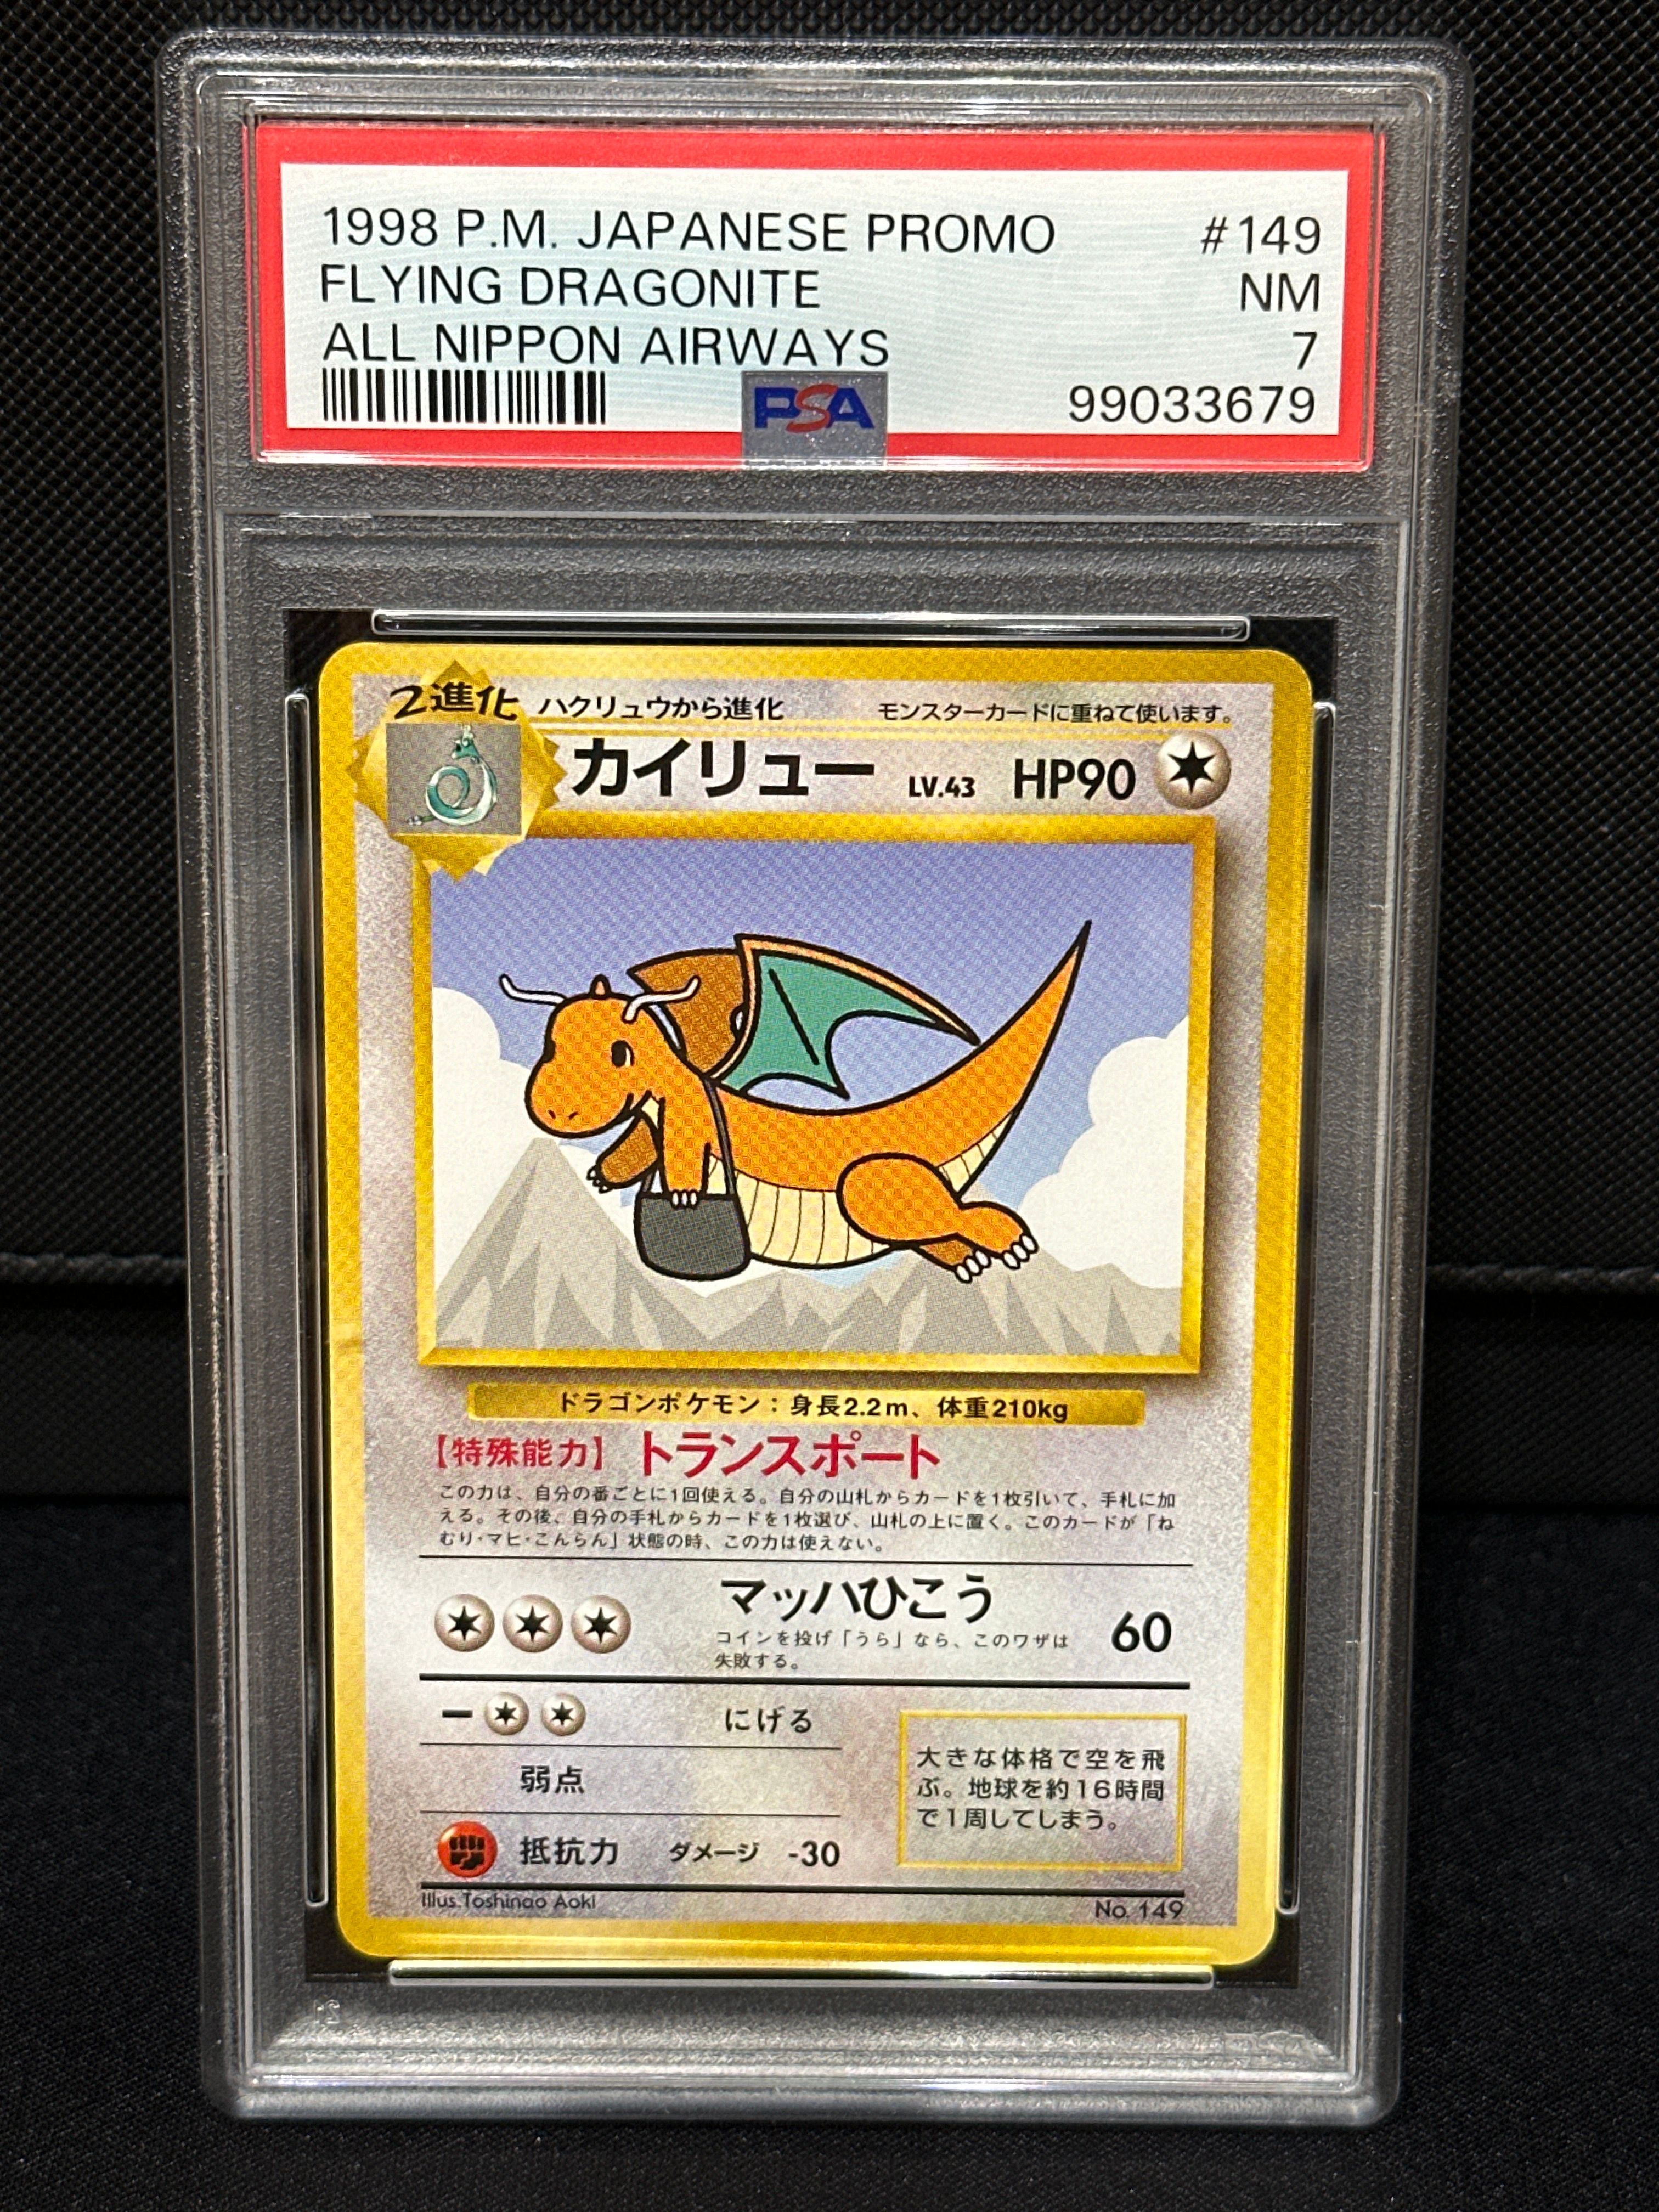 1998 P.M. JAPANESE PROMO #149
FLYING DRAGONITE NM
ALL NIPPON AIRWAYS 7
PSA 99033679
2進化 ハクリュウから進化 モンスターカードに重ねて使います。
カイリュー LV.43 HP90
ドラゴンポケモン：身長2.2m、体重210kg
【特殊能力】トランスポート
この力は、自分の番ごとに1回使える。自分の山札からカードを1枚引いて、手札に加
える。その後、自分の手札からカードを1枚選び、山札の上に置く。このカードが「ね
むり・マヒ・こんらん」状態の時、この力は使えない。
マッハひこう 60
コインを投げ「うら」なら、このワザは
失敗する。
ー にげる
弱点
抵抗力 ダメージ -30
大きな体格で空を飛
ぶ。地球を約16時間
で1周してしまう。
Illus.Toshinao Aoki No. 149